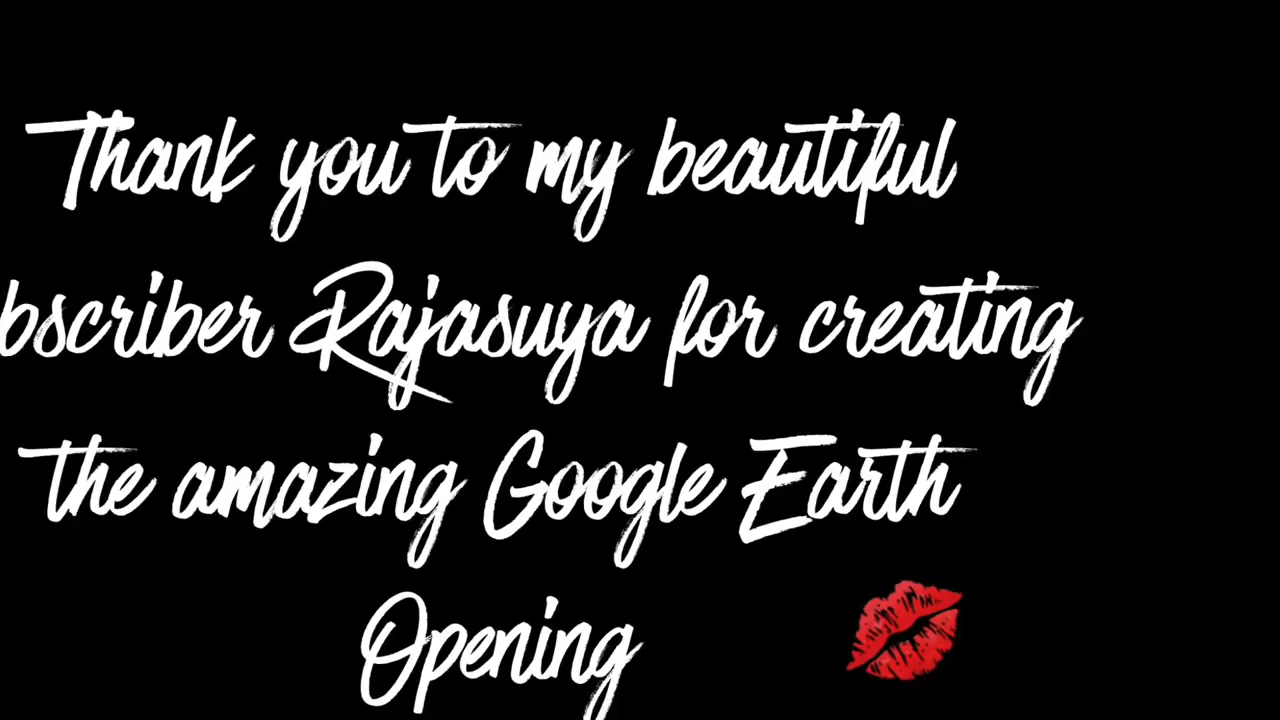 Thank you to my beautiful
bscriber Rajasuya for creating
the amazing Google Earth
Opening